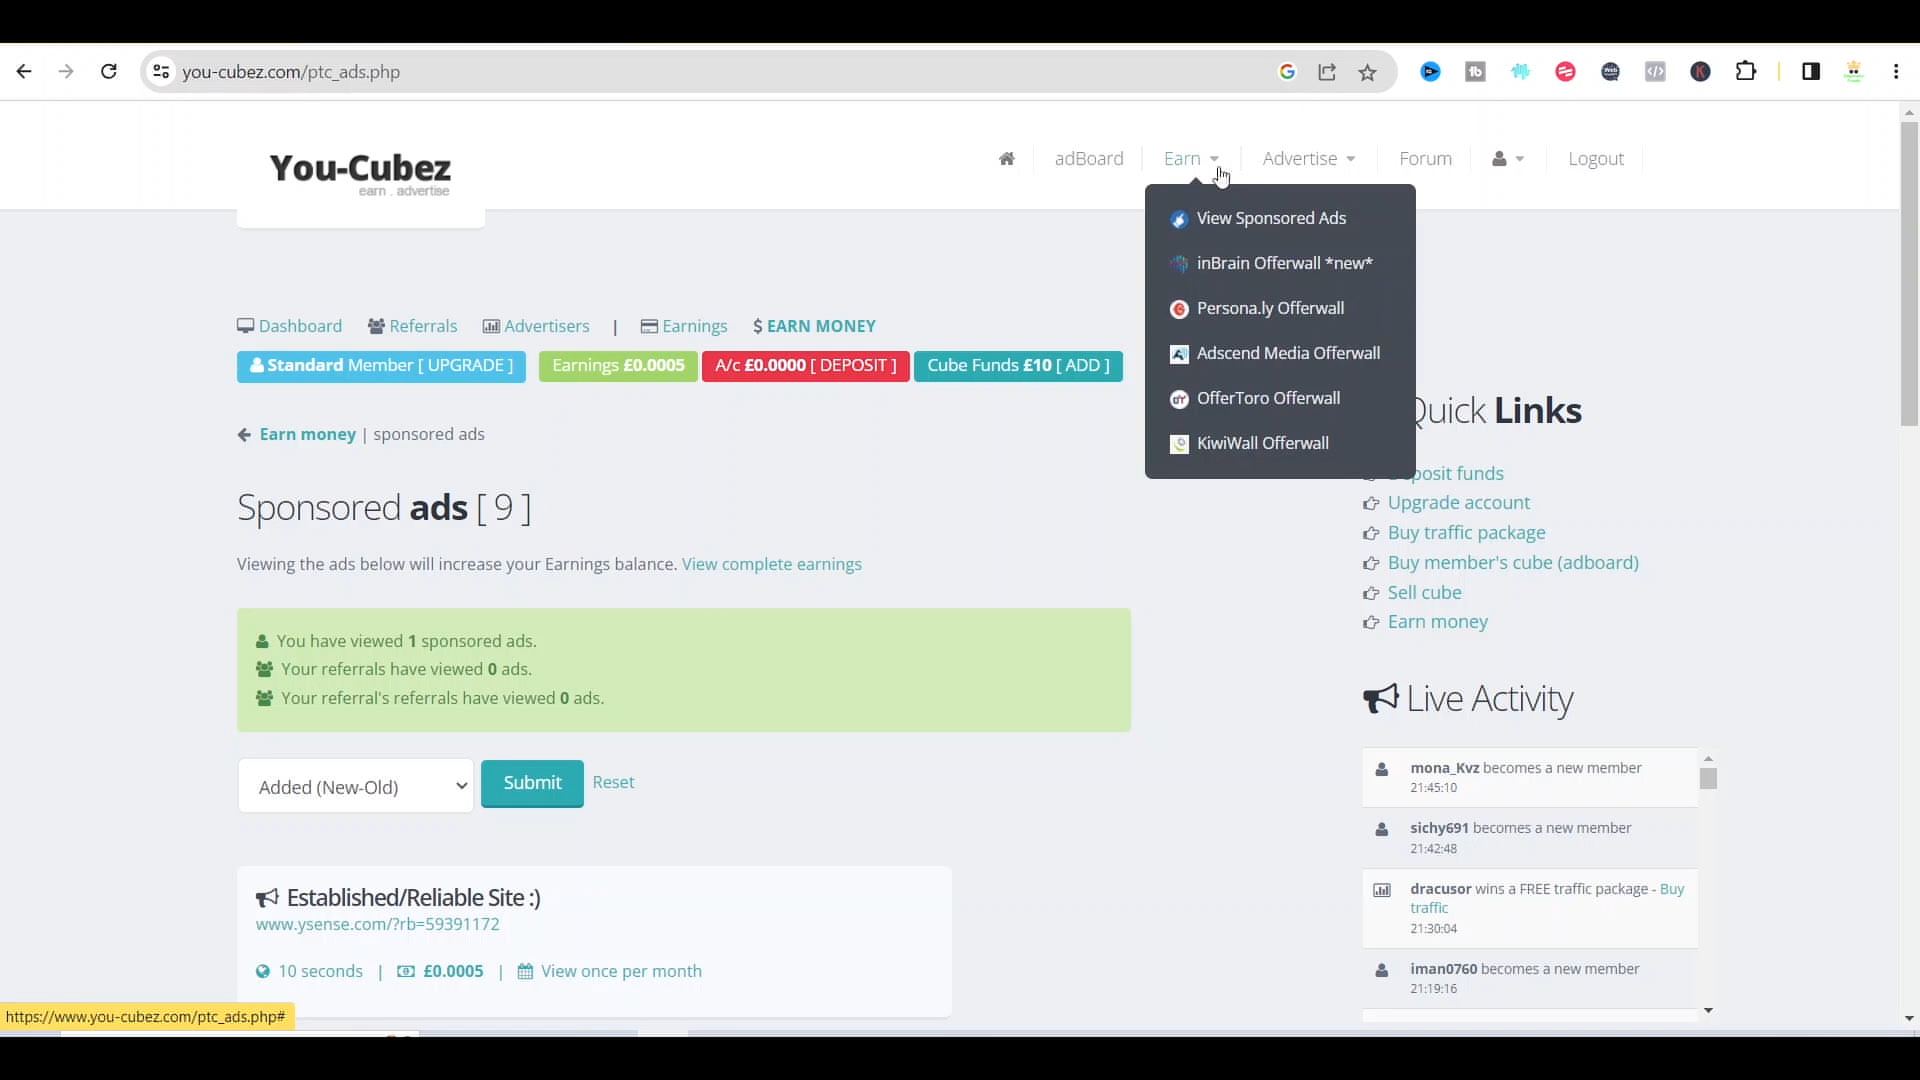 you-cubez.com/ptc_ads.php
You-Cubez
earn . advertise
adBoard
Earn
Advertise
Forum
Logout
View Sponsored Ads
inBrain Offerwall *new*
Persona.ly Offerwall
Adscend Media Offerwall
OfferToro Offerwall
KiwiWall Offerwall
Dashboard
Referrals
Advertisers
|
Earnings
$ EARN MONEY
Standard Member [ UPGRADE ]
Earnings £0.0005
A/c £0.0000 [ DEPOSIT ]
Cube Funds £10 [ ADD ]
Earn money | sponsored ads
Sponsored ads [ 9 ]
Viewing the ads below will increase your Earnings balance. View complete earnings
You have viewed 1 sponsored ads.
Your referrals have viewed 0 ads.
Your referral's referrals have viewed 0 ads.
Added (New-Old)
Submit
Reset
Established/Reliable Site :)
www.ysense.com/?rb=59391172
10 seconds | £0.0005 | View once per month
https://www.you-cubez.com/ptc_ads.php#
Quick Links
posit funds
Upgrade account
Buy traffic package
Buy member's cube (adboard)
Sell cube
Earn money
Live Activity
mona_Kvz becomes a new member
21:45:10
sichy691 becomes a new member
21:42:48
dracusor wins a FREE traffic package - Buy
traffic
21:30:04
iman0760 becomes a new member
21:19:16